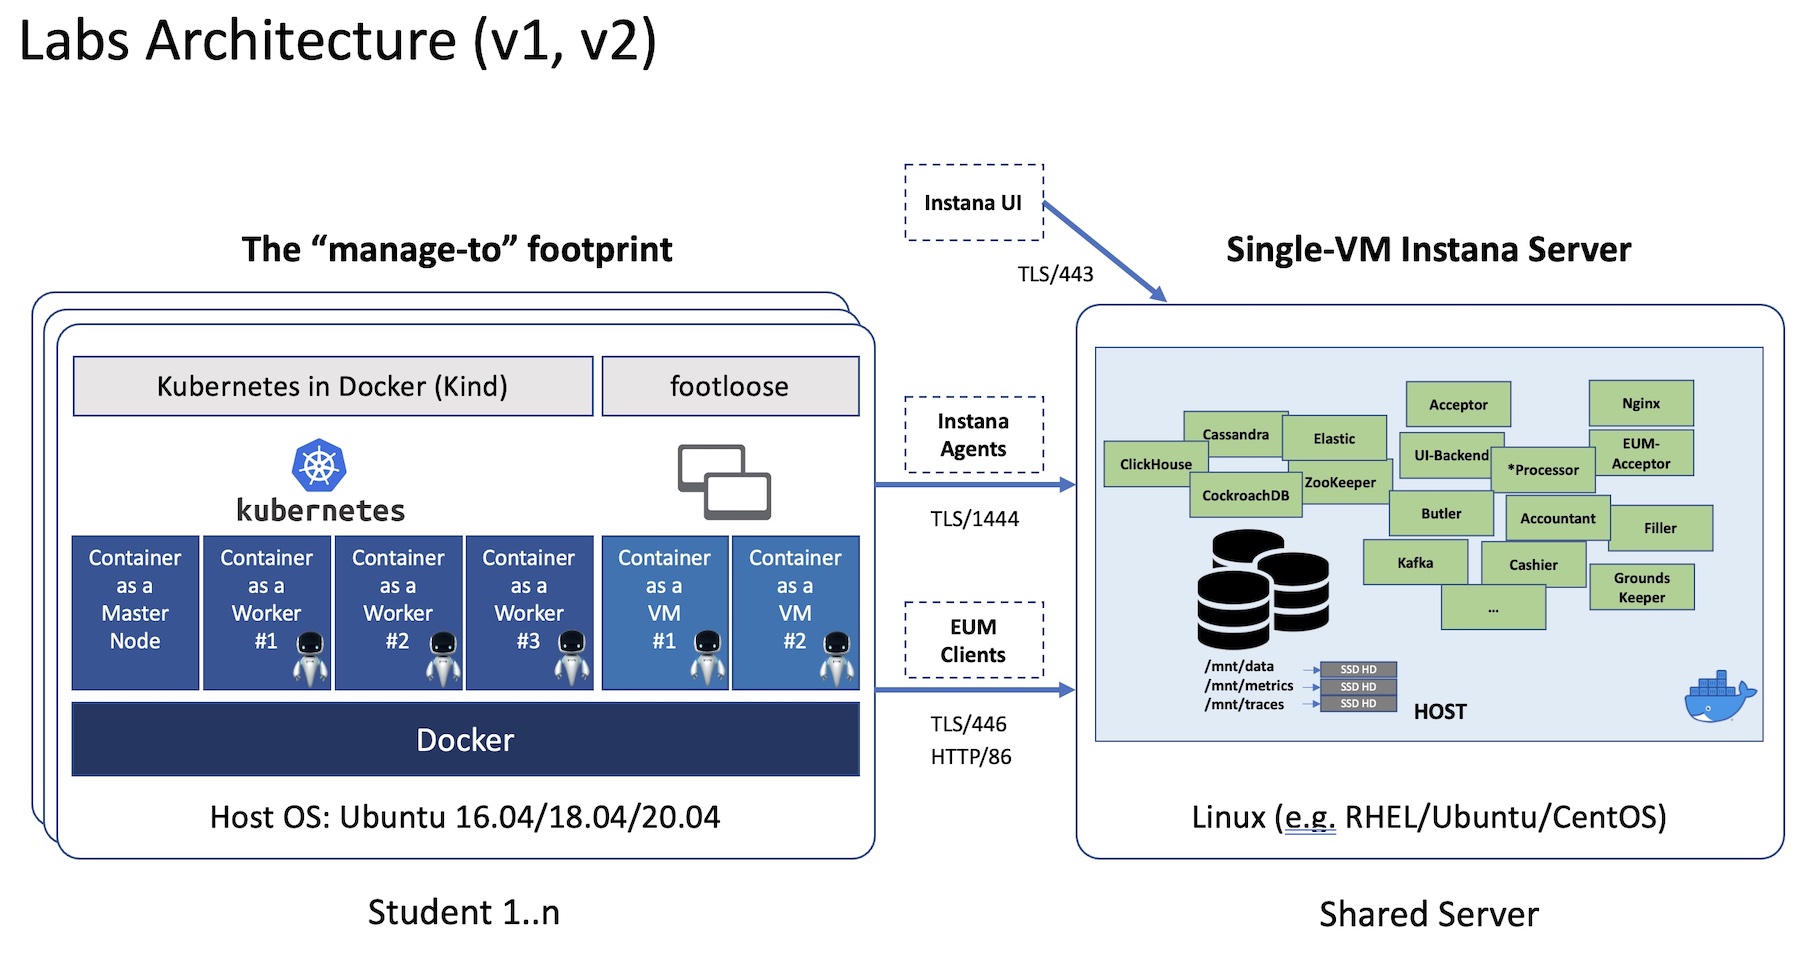 Labs Architecture (v1, v2)
The “manage-to” footprint
Kubernetes in Docker (Kind)
footloose
kubernetes
Container
as a
Master
Node
Container
as a
Worker
#1
Container
as a
Worker
#2
Container
as a
Worker
#3
Container
as a
VM
#1
Container
as a
VM
#2
Docker
Host OS: Ubuntu 16.04/18.04/20.04
Student 1..n
Instana UI
TLS/443
Instana
Agents
TLS/1444
EUM
Clients
TLS/446
HTTP/86
Single-VM Instana Server
Acceptor
Nginx
Cassandra
Elastic
UI-Backend
EUM-
Acceptor
ClickHouse
*Processor
ZooKeeper
CockroachDB
Butler
Accountant
Filler
Kafka
Cashier
Grounds
Keeper
...
/mnt/data
SSD HD
/mnt/metrics
SSD HD
/mnt/traces
SSD HD
HOST
Linux (e.g. RHEL/Ubuntu/CentOS)
Shared Server